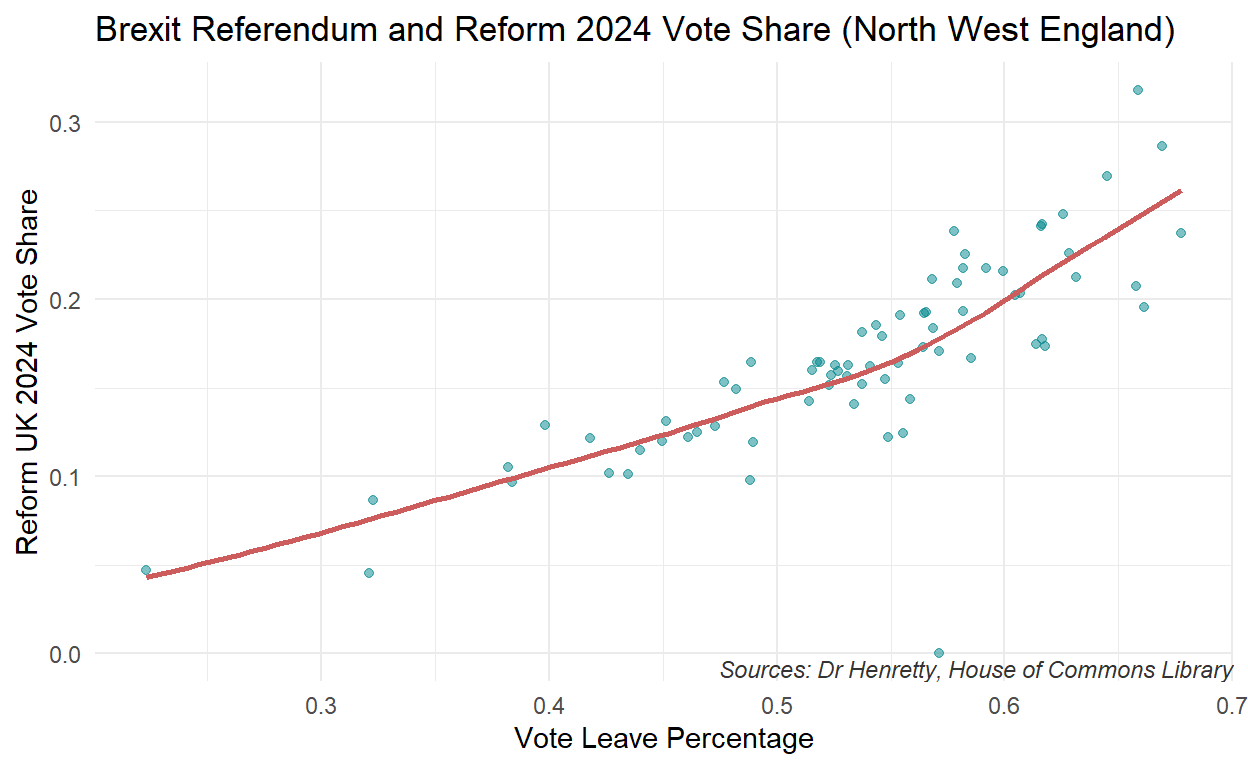 Brexit Referendum and Reform 2024 Vote Share (North West England)
Reform UK 2024 Vote Share
0.3
0.2
0.1
0.0
Sources: Dr Henretty, House of Commons Library
0.3
0.4
0.5
0.6
0.7
Vote Leave Percentage